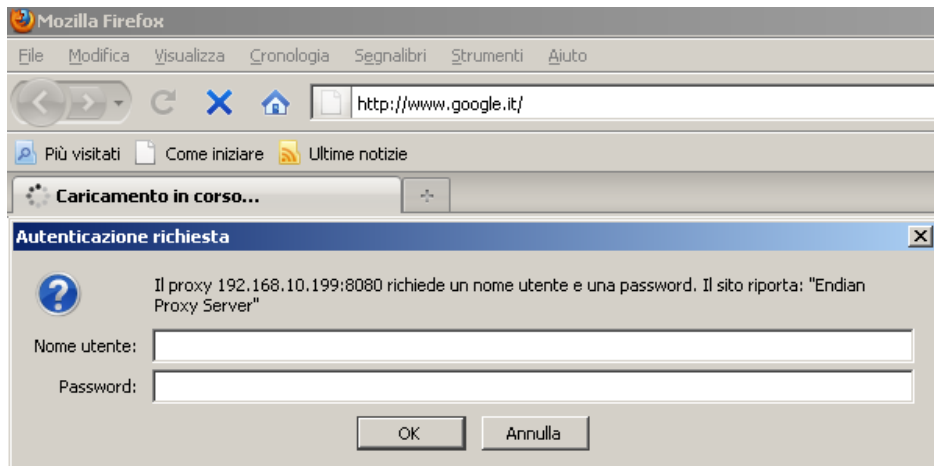 Mozilla Firefox
File Modifica Visualizza Cronologia Segnalibri Strumenti Aiuto
http://www.google.it/
Più visitati Come iniziare Ultime notizie
Caricamento in corso...
Autenticazione richiesta
Il proxy 192.168.10.199:8080 richiede un nome utente e una password. Il sito riporta: "Endian
Proxy Server"
Nome utente:
Password:
OK Annulla